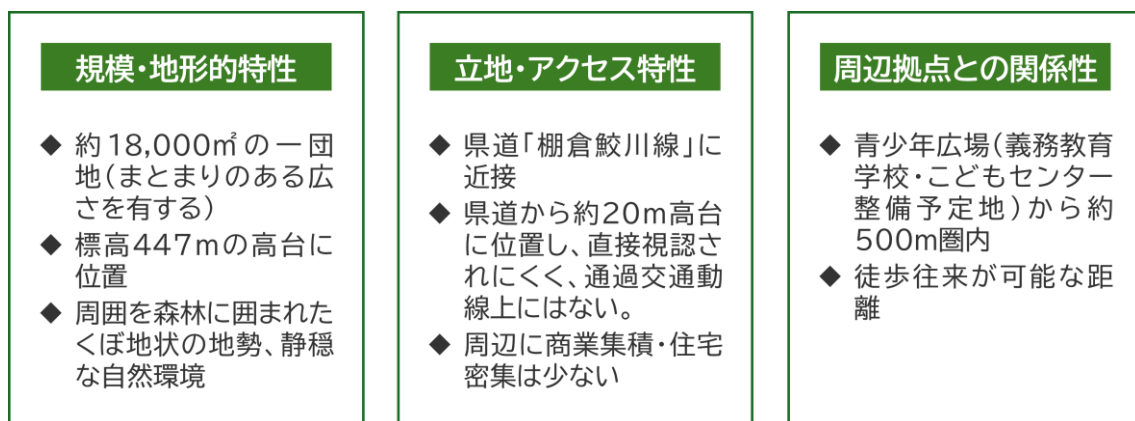 規模・地形的特性
◆ 約18,000㎡の一団
地(まとまりのある広
さを有する)
◆ 標高447mの高台に
位置
◆ 周囲を森林に囲まれた
くぼ地状の地勢、静穏
な自然環境
立地・アクセス特性
◆ 県道「棚倉鮫川線」に
近接
◆ 県道から約20m高台
に位置し、直接視認さ
れにくく、通過交通動
線上にはない。
◆ 周辺に商業集積・住宅
密集は少ない
周辺拠点との関係性
◆ 青少年広場(義務教育
学校・こどもセンター
整備予定地)から約
500m圏内
◆ 徒歩往来が可能な距
離